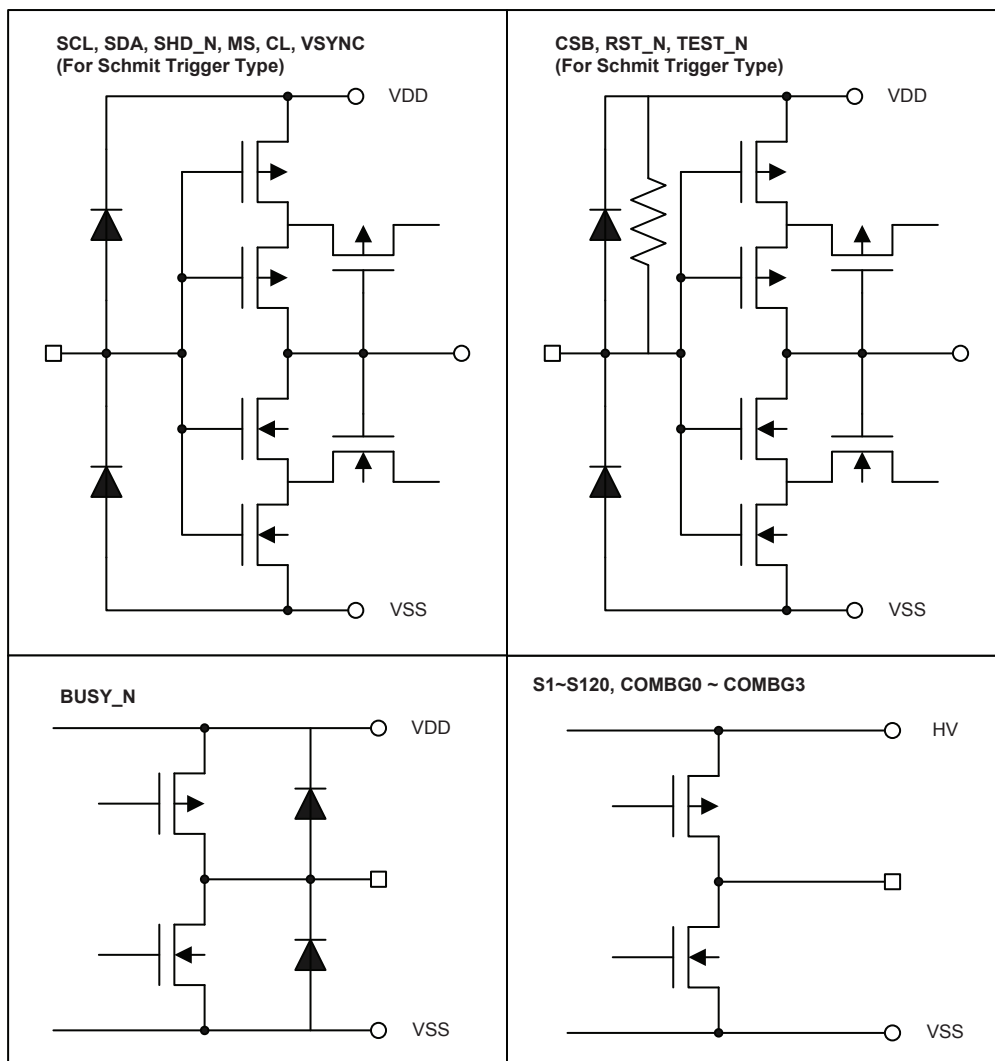 SCL, SDA, SHD_N, MS, CL, VSYNC
(For Schmit Trigger Type)
VDD
VSS
CSB, RST_N, TEST_N
(For Schmit Trigger Type)
VDD
VSS
BUSY_N
VDD
VSS
S1~S120, COMBG0 ~ COMBG3
HV
VSS